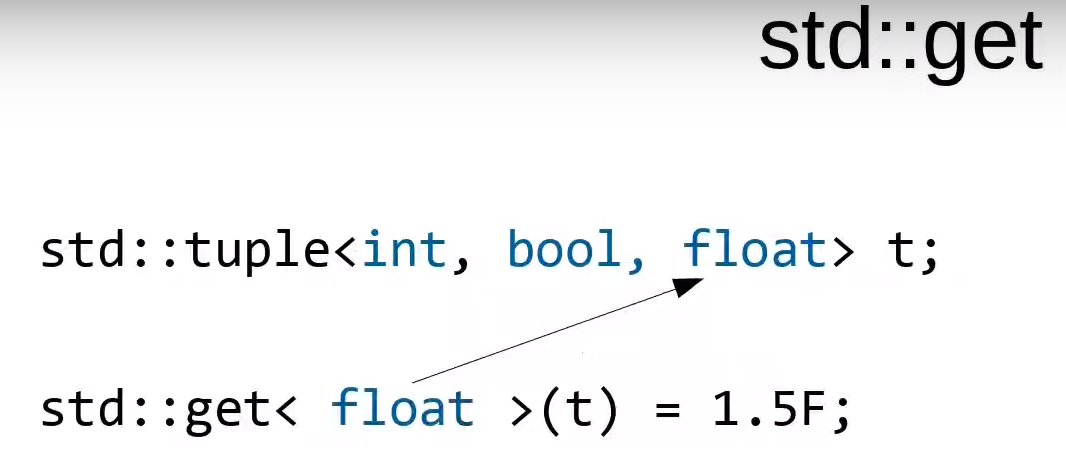 std::get
std::tuple<int, bool, float> t;
std::get< float >(t) = 1.5F;